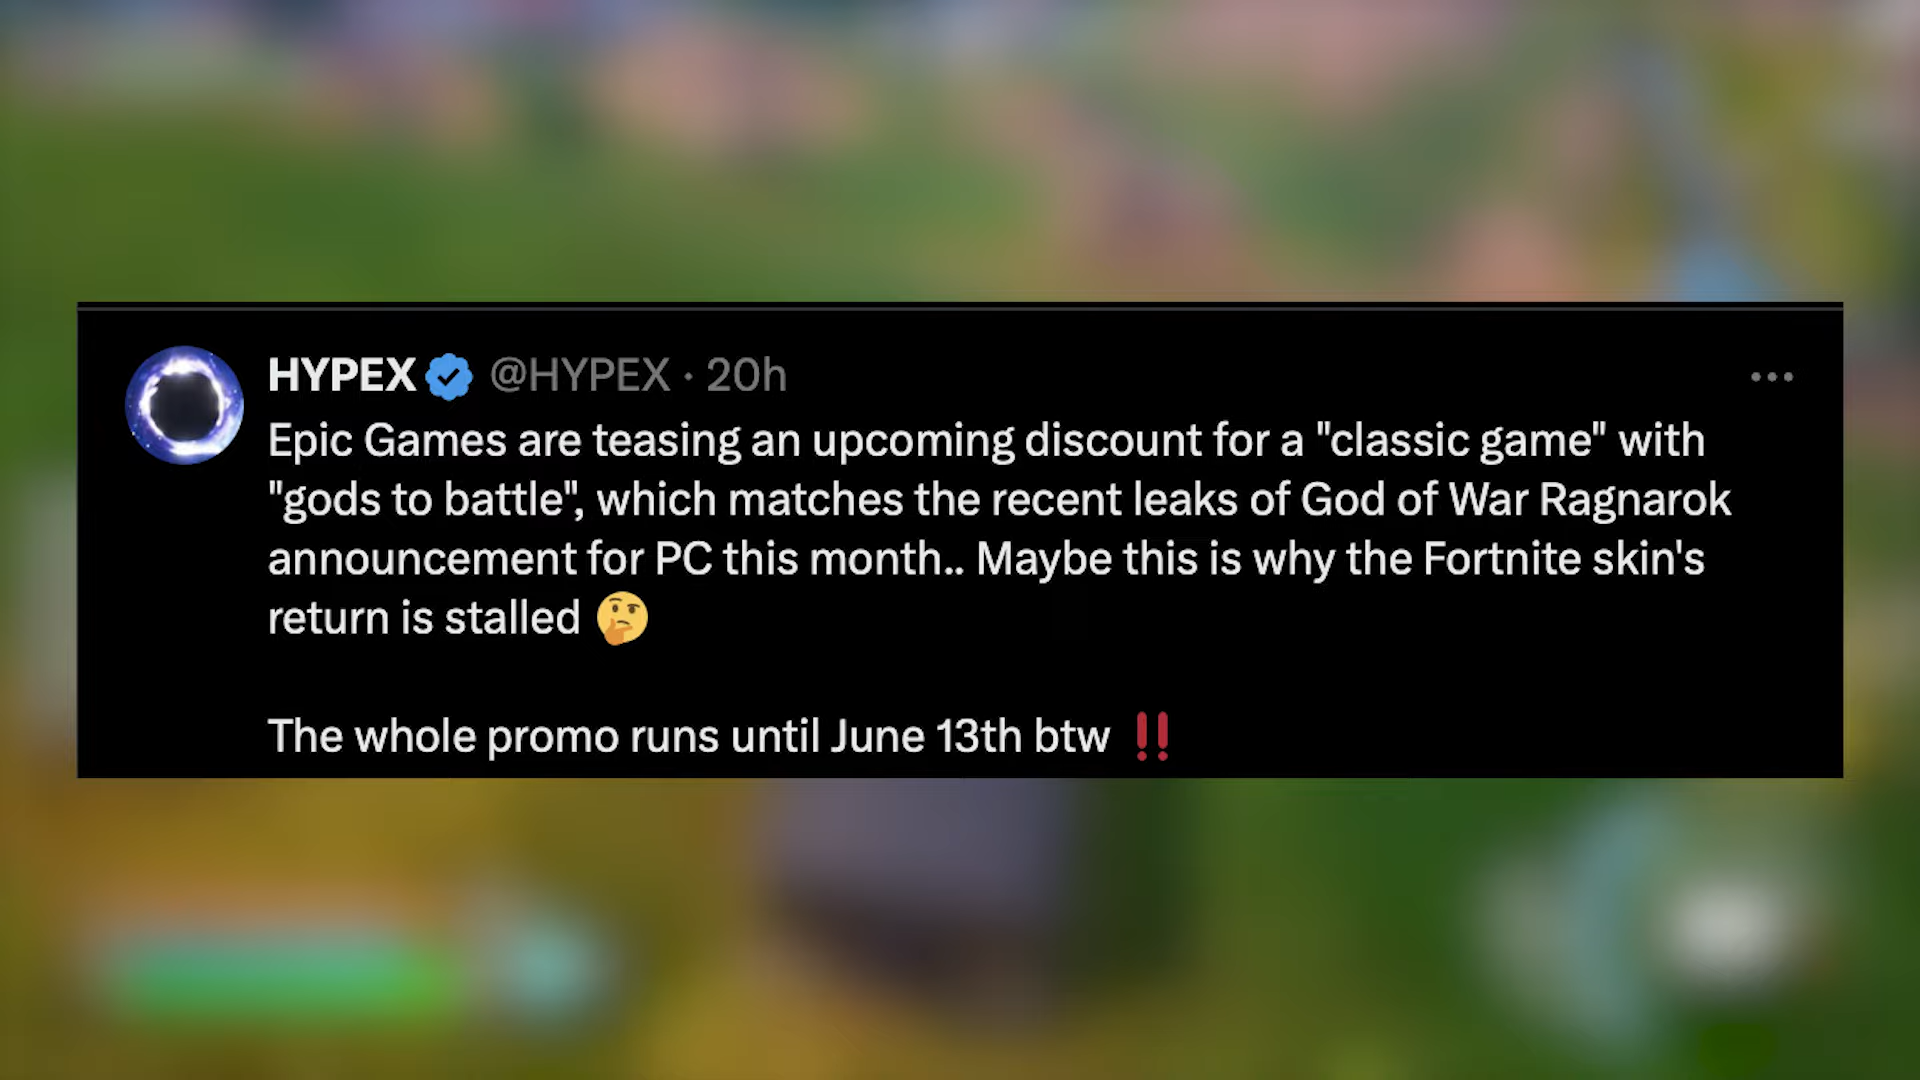 HYPEX @HYPEX · 20h
Epic Games are teasing an upcoming discount for a "classic game" with
"gods to battle", which matches the recent leaks of God of War Ragnarok
announcement for PC this month.. Maybe this is why the Fortnite skin's
return is stalled 🤔
The whole promo runs until June 13th btw ‼️